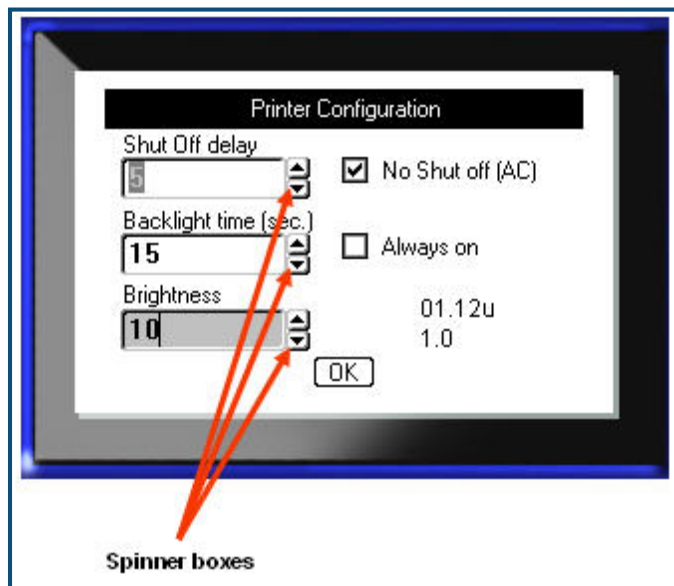 Printer Configuration
Shut Off delay
5
No Shut off (AC)
Backlight time (sec.)
15
Always on
Brightness
10
01.12u
1.0
OK
Spinner boxes